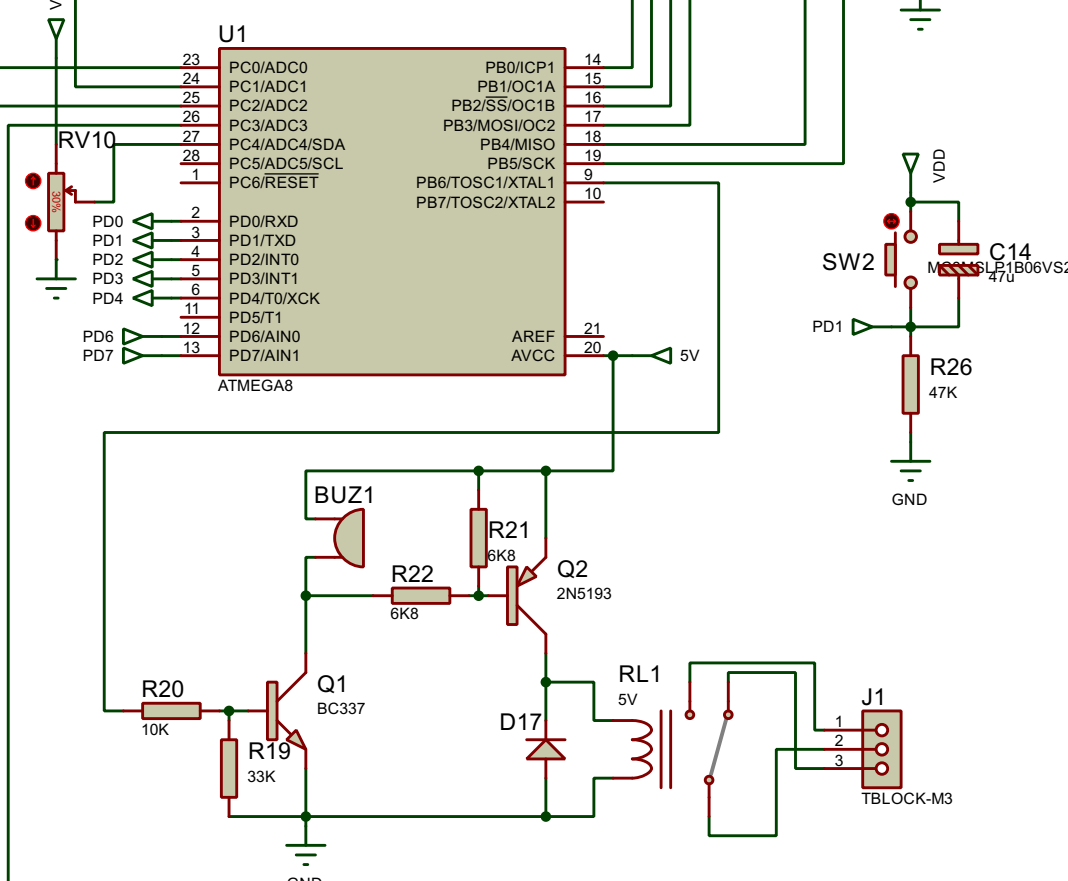 U1
23 PC0/ADC0 PB0/ICP1 14
24 PC1/ADC1 PB1/OC1A 15
25 PC2/ADC2 PB2/SS/OC1B 16
26 PC3/ADC3 PB3/MOSI/OC2 17
RV10
27 PC4/ADC4/SDA PB4/MISO 18
28 PC5/ADC5/SCL PB5/SCK 19
1 PC6/RESET PB6/TOSC1/XTAL1 9
PB7/TOSC2/XTAL2 10
30%
PD0 2 PD0/RXD
PD1 3 PD1/TXD
PD2 4 PD2/INT0
PD3 5 PD3/INT1
PD4 6 PD4/T0/XCK
11 PD5/T1
PD6 12 PD6/AIN0 AREF 21
PD7 13 PD7/AIN1 AVCC 20 5V
ATMEGA8
VDD
SW2
C14
47u
PD1
R26
47K
GND
BUZ1
R21
6K8
R22
6K8
Q2
2N5193
R20
10K
Q1
BC337
R19
33K
D17
RL1
5V
J1
1
2
3
TBLOCK-M3